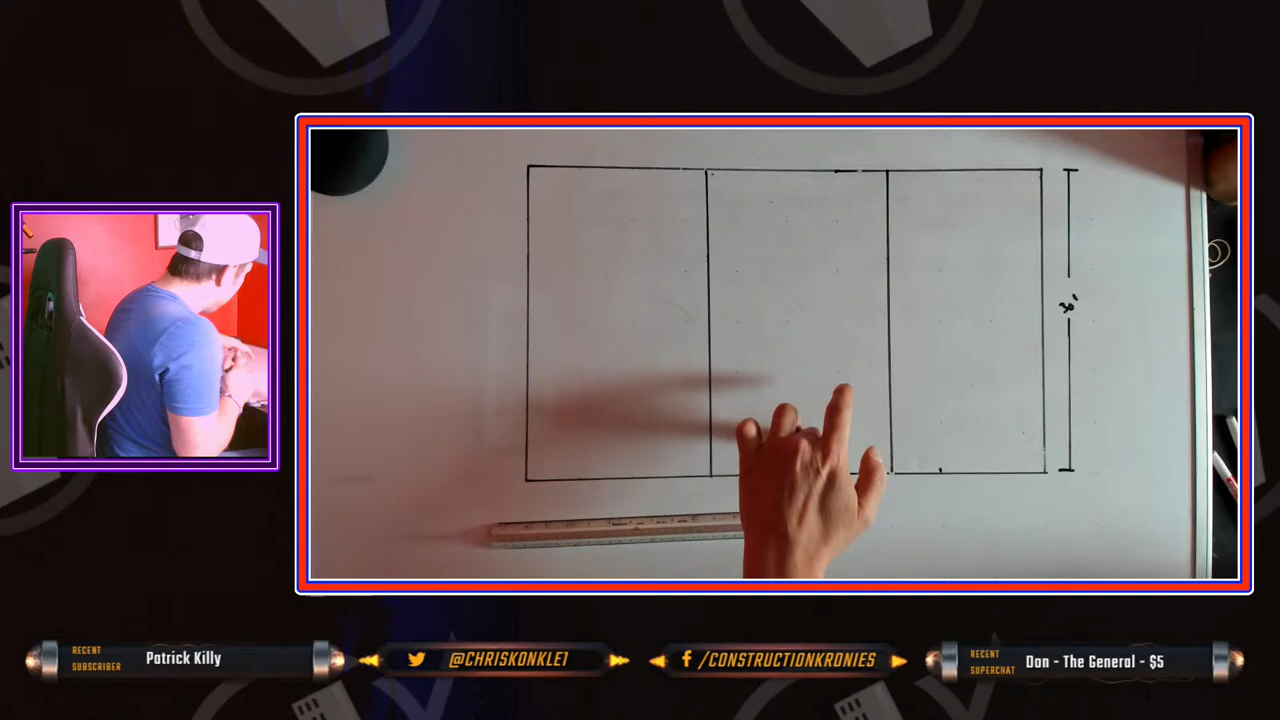 30'
RECENT
SUBSCRIBER
Patrick Killy
@CHRISKONKLE1
/CONSTRUCTIONKRONIES
RECENT
SUPERCHAT
Don - The General - $5